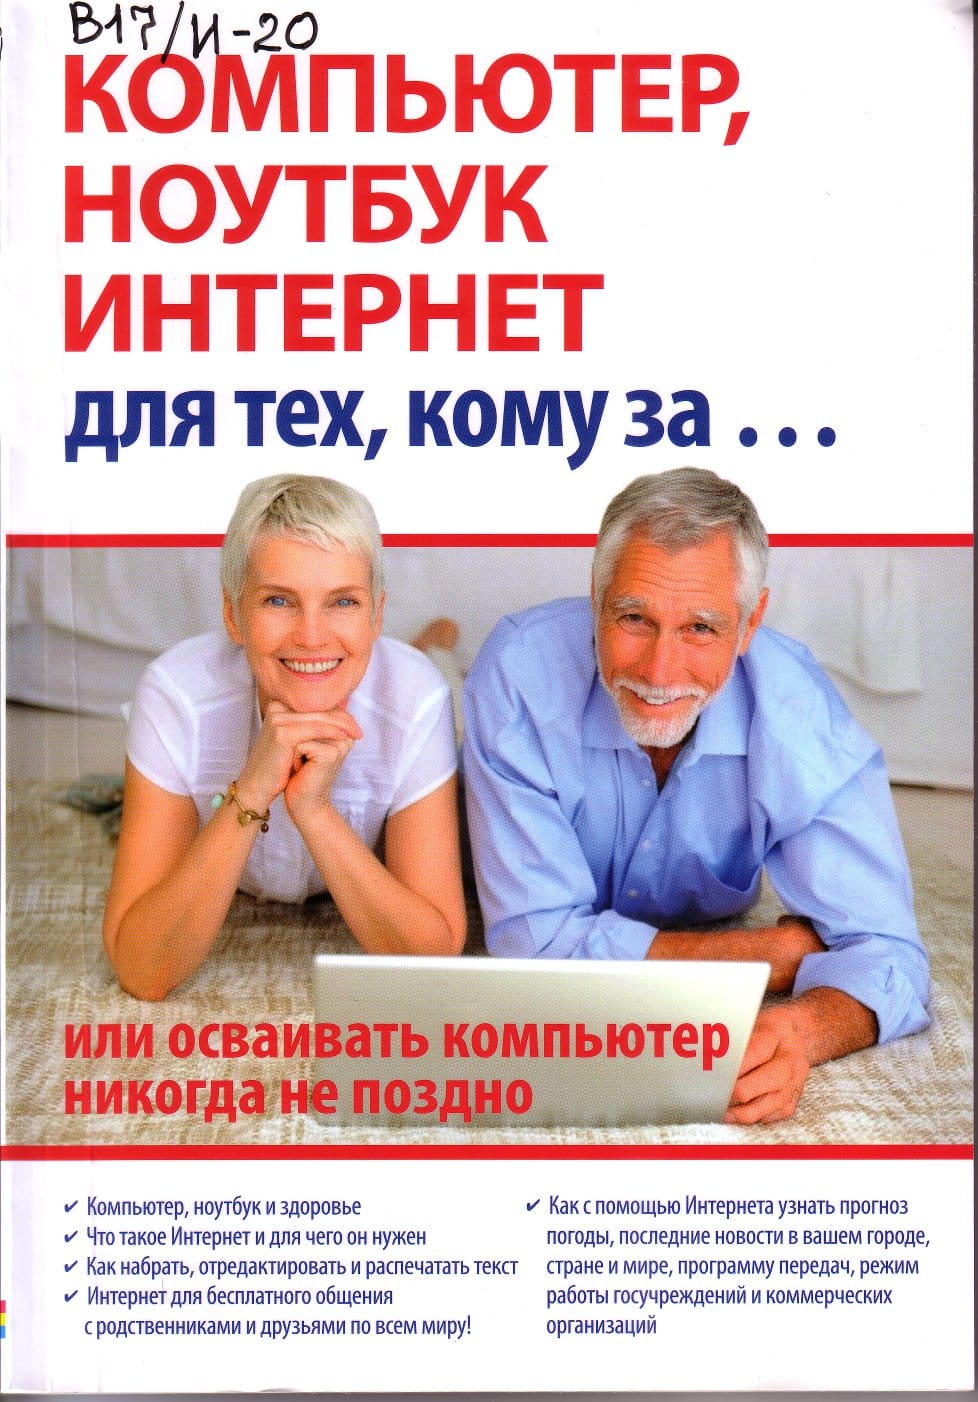 В17/И-20
КОМПЬЮТЕР,
НОУТБУК
ИНТЕРНЕТ
для тех, кому за ...
или осваивать компьютер
никогда не поздно
✔ Компьютер, ноутбук и здоровье
✔ Что такое Интернет и для чего он нужен
✔ Как набрать, отредактировать и распечатать текст
✔ Интернет для бесплатного общения
с родственниками и друзьями по всем миру!
✔ Как с помощью Интернета узнать прогноз
погоды, последние новости в вашем городе,
стране и мире, программу передач, режим
работы госучреждений и коммерческих
организаций